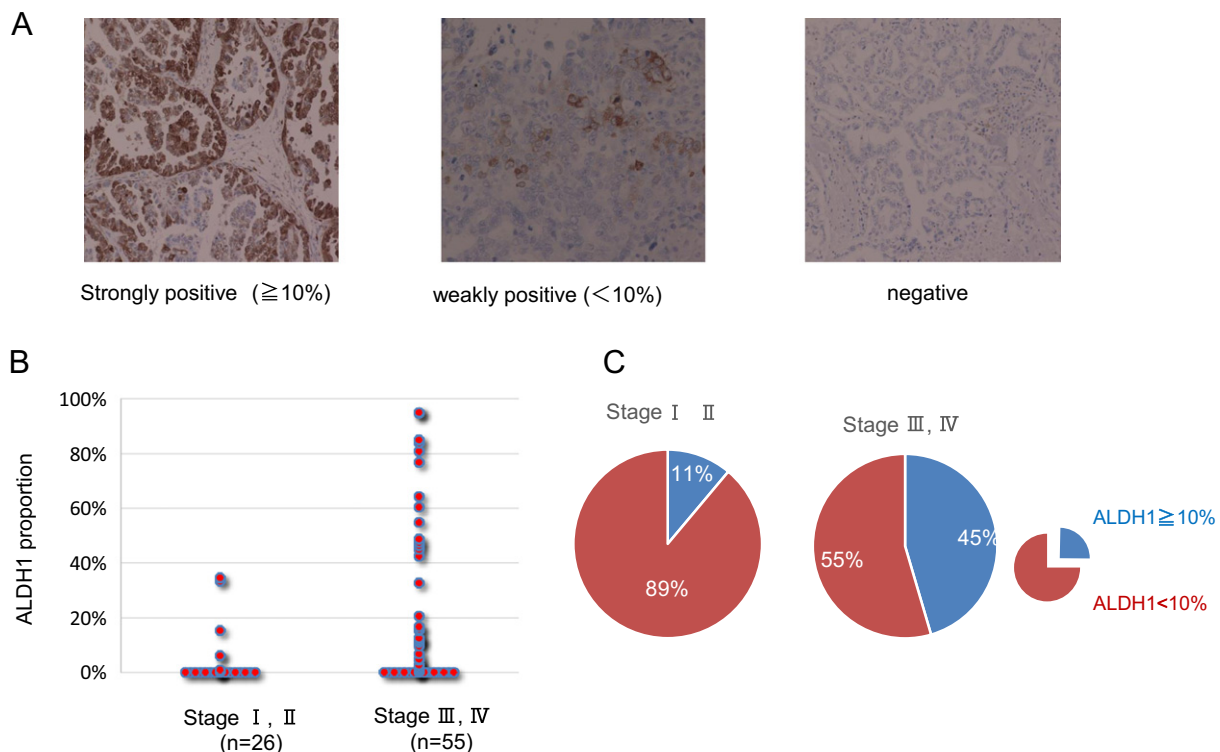 A
Strongly positive (≧10%)
weakly positive (<10%)
negative
B
100%
80%
60%
40%
20%
0%
ALDH1 proportion
Stage Ⅰ, Ⅱ
(n=26)
Stage Ⅲ, Ⅳ
(n=55)
C
Stage Ⅰ Ⅱ
11%
89%
Stage Ⅲ, Ⅳ
45%
55%
ALDH1≧10%
ALDH1<10%